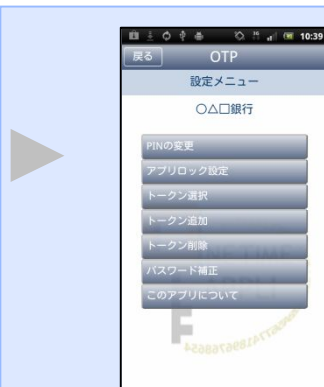 10:39
戻る OTP
設定メニュー
○△□銀行
PINの変更
アプリロック設定
トークン選択
トークン追加
トークン削除
パスワード補正
このアプリについて